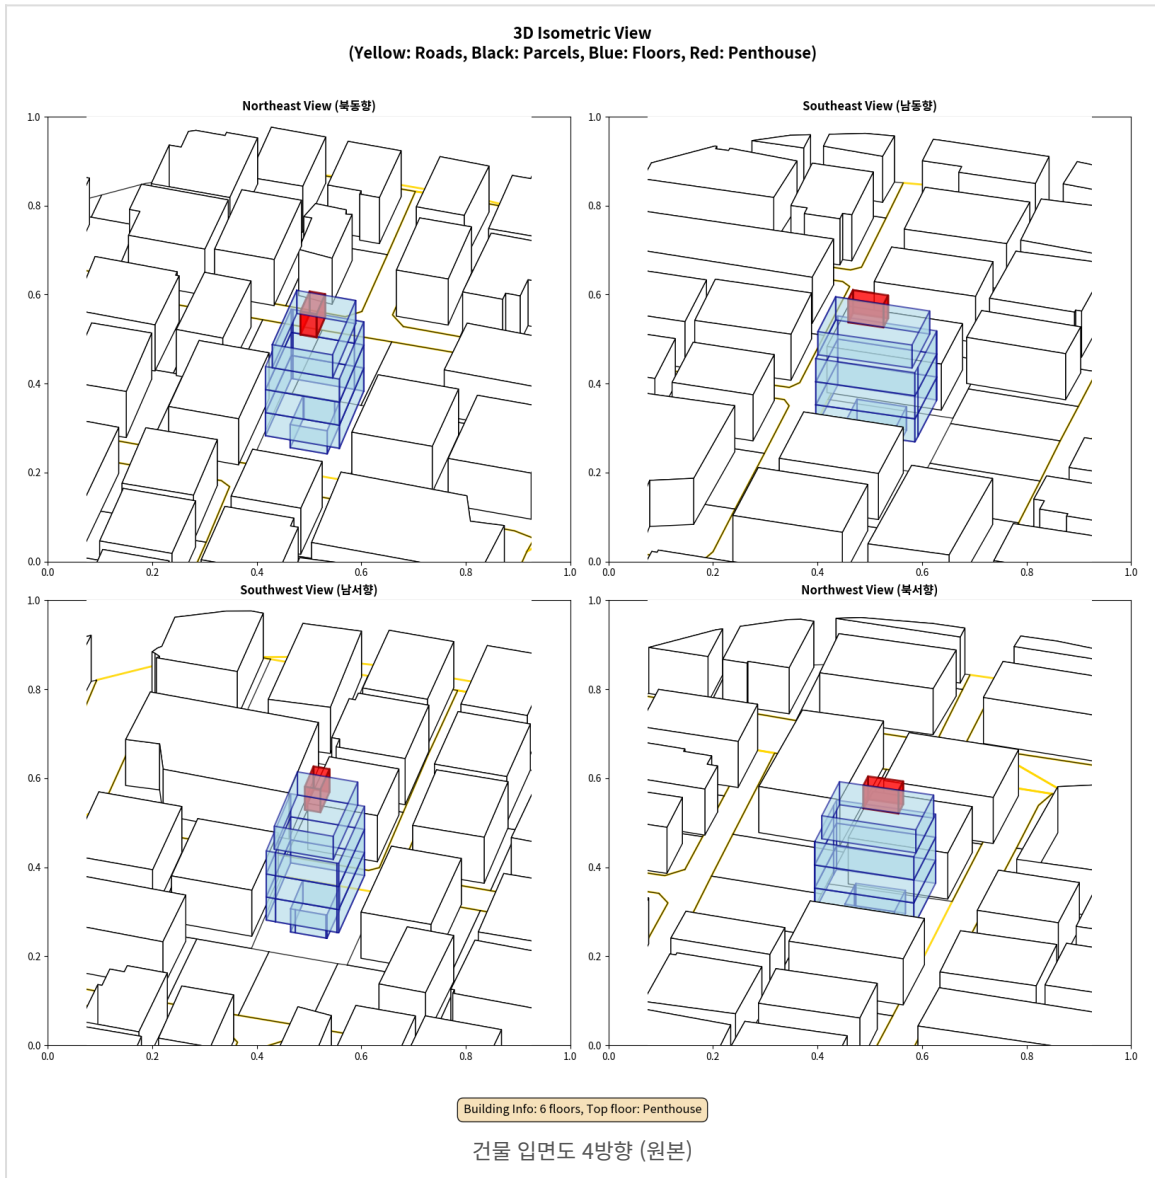 3D Isometric View
(Yellow: Roads, Black: Parcels, Blue: Floors, Red: Penthouse)
Northeast View (북동향)
1.0
0.8
0.6
0.4
0.2
0.0
0.0 0.2 0.4 0.6 0.8 1.0
Southeast View (남동향)
1.0
0.8
0.6
0.4
0.2
0.0
0.0 0.2 0.4 0.6 0.8 1.0
Southwest View (남서향)
1.0
0.8
0.6
0.4
0.2
0.0
0.0 0.2 0.4 0.6 0.8 1.0
Northwest View (북서향)
1.0
0.8
0.6
0.4
0.2
0.0
0.0 0.2 0.4 0.6 0.8 1.0
Building Info: 6 floors, Top floor: Penthouse
건물 입면도 4방향 (원본)